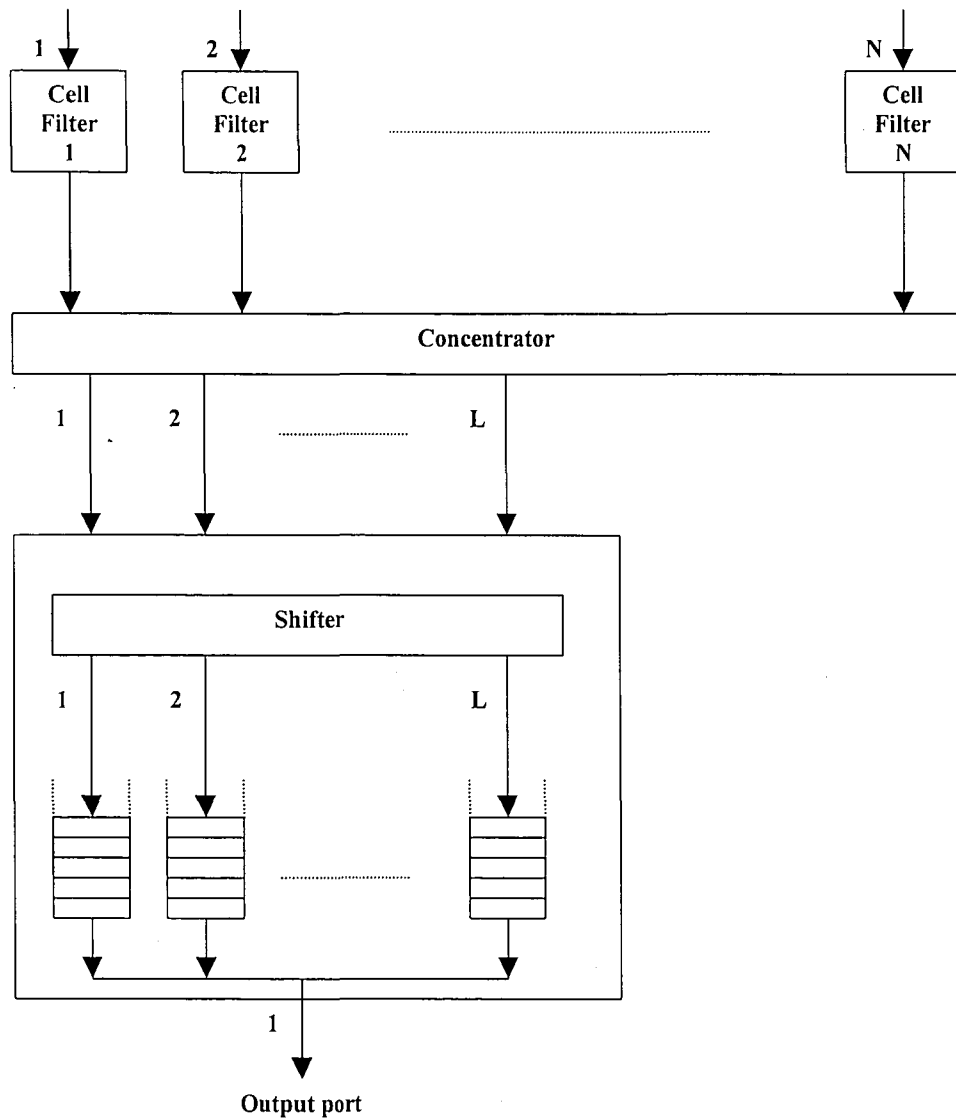 1 2 N
Cell Filter 1
Cell Filter 2
Cell Filter N
Concentrator
1 2 L
Shifter
1 2 L
1
Output port